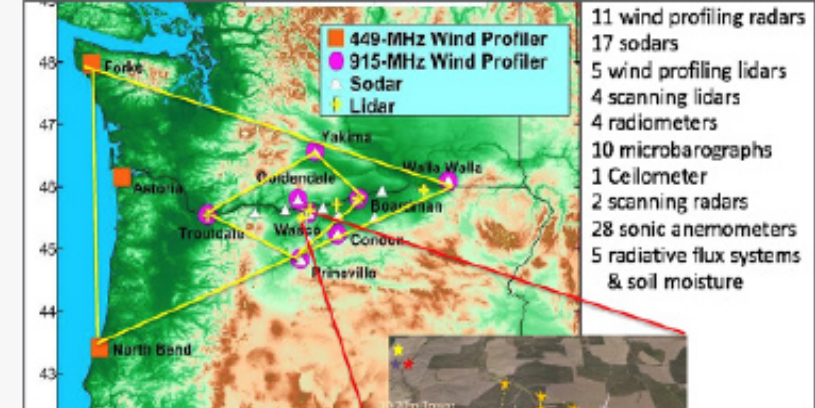 449-MHz Wind Profiler
915-MHz Wind Profiler
Sodar
Lidar
48
47
46
45
44
43
Forks
Astoria
Yakima
Goldendale
Walla Walla
Boardman
Troutdale
Wasco
Condon
Prineville
North Bend
11 wind profiling radars
17 sodars
5 wind profiling lidars
4 scanning lidars
4 radiometers
10 microbarographs
1 Ceilometer
2 scanning radars
28 sonic anemometers
5 radiative flux systems
& soil moisture